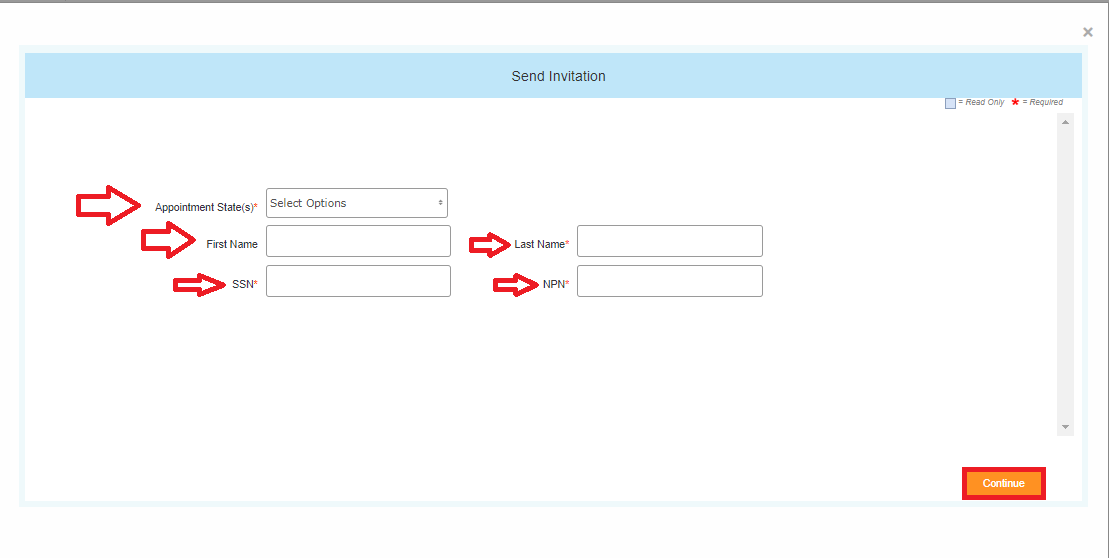 ×
Send Invitation
= Read Only * = Required
Appointment State(s)* Select Options
First Name Last Name*
SSN* NPN*
Continue